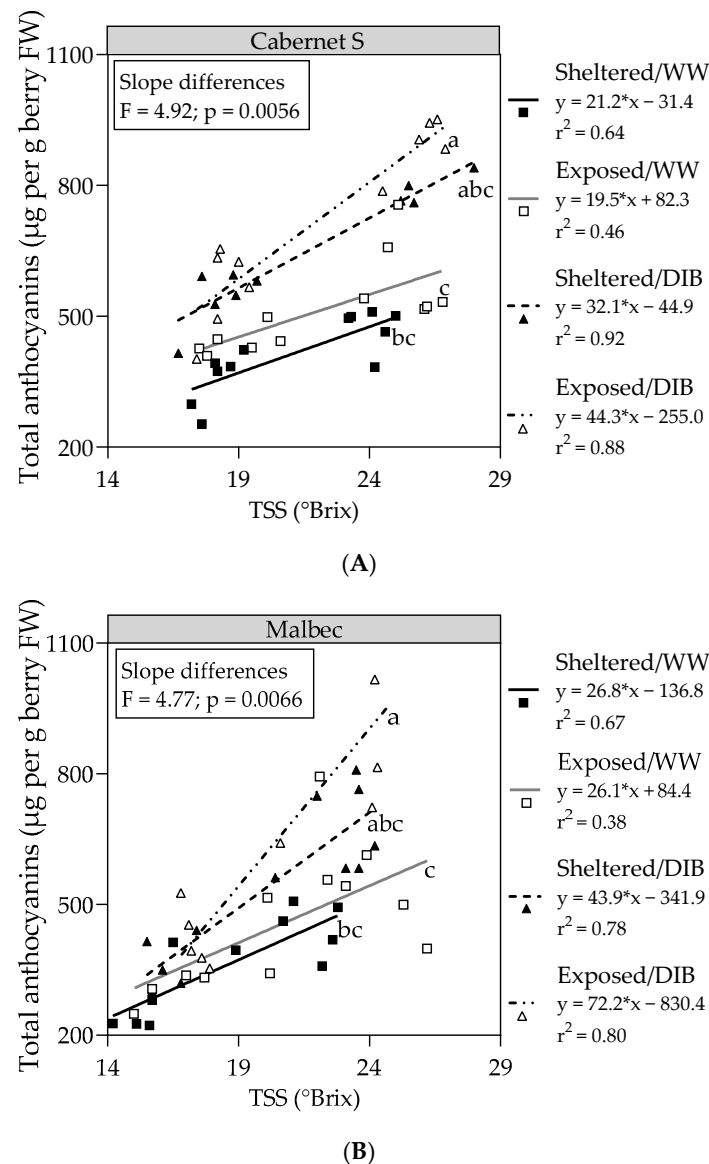 Cabernet S
Total anthocyanins (µg per g berry FW)
1100
800
500
200
Slope differences
F = 4.92; p = 0.0056
a
abc
c
bc
14
19
24
29
TSS (°Brix)
Sheltered/WW
y = 21.2*x − 31.4
r² = 0.64
Exposed/WW
y = 19.5*x + 82.3
r² = 0.46
Sheltered/DIB
y = 32.1*x − 44.9
r² = 0.92
Exposed/DIB
y = 44.3*x − 255.0
r² = 0.88
(A)
Malbec
Total anthocyanins (µg per g berry FW)
1100
800
500
200
Slope differences
F = 4.77; p = 0.0066
a
abc
c
bc
14
19
24
29
TSS (°Brix)
Sheltered/WW
y = 26.8*x − 136.8
r² = 0.67
Exposed/WW
y = 26.1*x + 84.4
r² = 0.38
Sheltered/DIB
y = 43.9*x − 341.9
r² = 0.78
Exposed/DIB
y = 72.2*x − 830.4
r² = 0.80
(B)